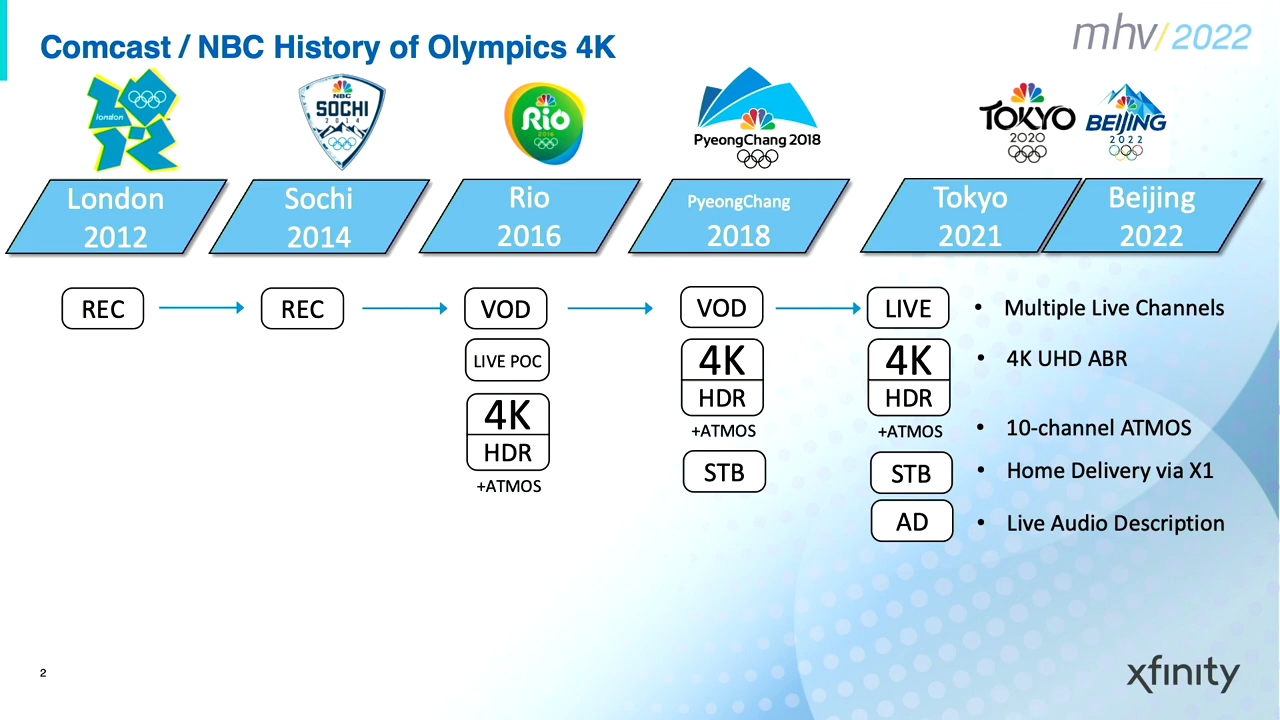 Comcast / NBC History of Olympics 4K
mhv/2022
london
NBC
SOCHI
2014
Rio
2016
PyeongChang 2018
TOKYO
2020
BEIJING
2022
London
2012
Sochi
2014
Rio
2016
PyeongChang
2018
Tokyo
2021
Beijing
2022
REC
REC
VOD
LIVE POC
4K
HDR
+ATMOS
VOD
4K
HDR
+ATMOS
STB
LIVE
4K
HDR
+ATMOS
STB
AD
• Multiple Live Channels
• 4K UHD ABR
• 10-channel ATMOS
• Home Delivery via X1
• Live Audio Description
2
xfinity